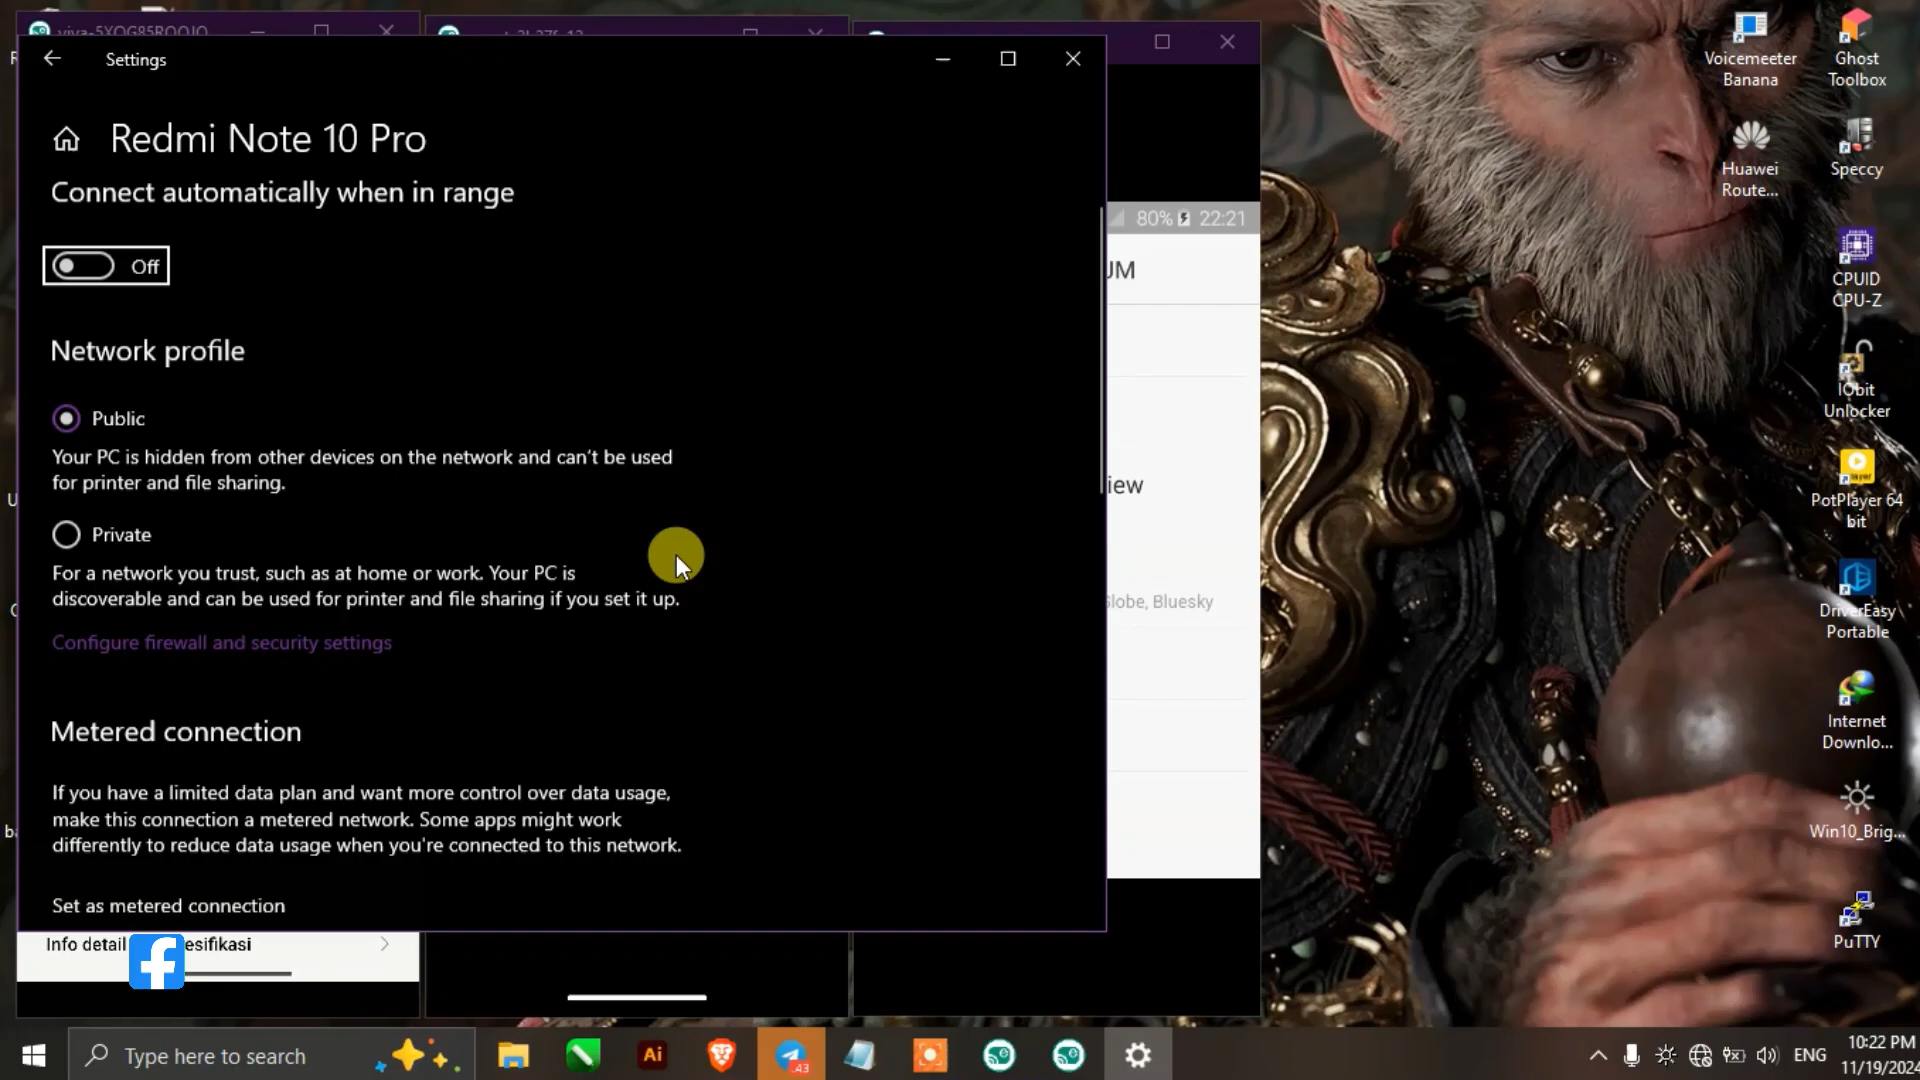 viva-5XOG85ROOJO
Settings
Redmi Note 10 Pro
Connect automatically when in range
Off
Network profile
Public
Your PC is hidden from other devices on the network and can't be used
for printer and file sharing.
Private
For a network you trust, such as at home or work. Your PC is
discoverable and can be used for printer and file sharing if you set it up.
Configure firewall and security settings
Metered connection
If you have a limited data plan and want more control over data usage,
make this connection a metered network. Some apps might work
differently to reduce data usage when you're connected to this network.
Set as metered connection
Info detail
esifikasi
80%
22:21
UM
iew
Globe, Bluesky
Voicemeeter
Banana
Ghost
Toolbox
Huawei
Route...
Speccy
CPUID
CPU-Z
IObit
Unlocker
PotPlayer 64
bit
DriverEasy
Portable
Internet
Downlo...
Win10_Brig...
PuTTY
Type here to search
Ai
43
ENG
10:22 PM
11/19/2024